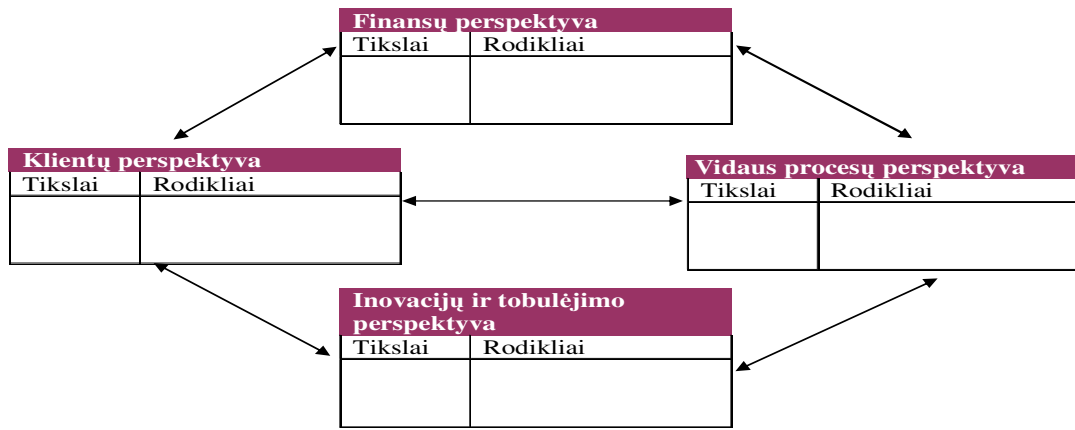 Finansų perspektyva
Tikslai Rodikliai
Klientų perspektyva
Tikslai Rodikliai
Vidaus procesų perspektyva
Tikslai Rodikliai
Inovacijų ir tobulėjimo
perspektyva
Tikslai Rodikliai